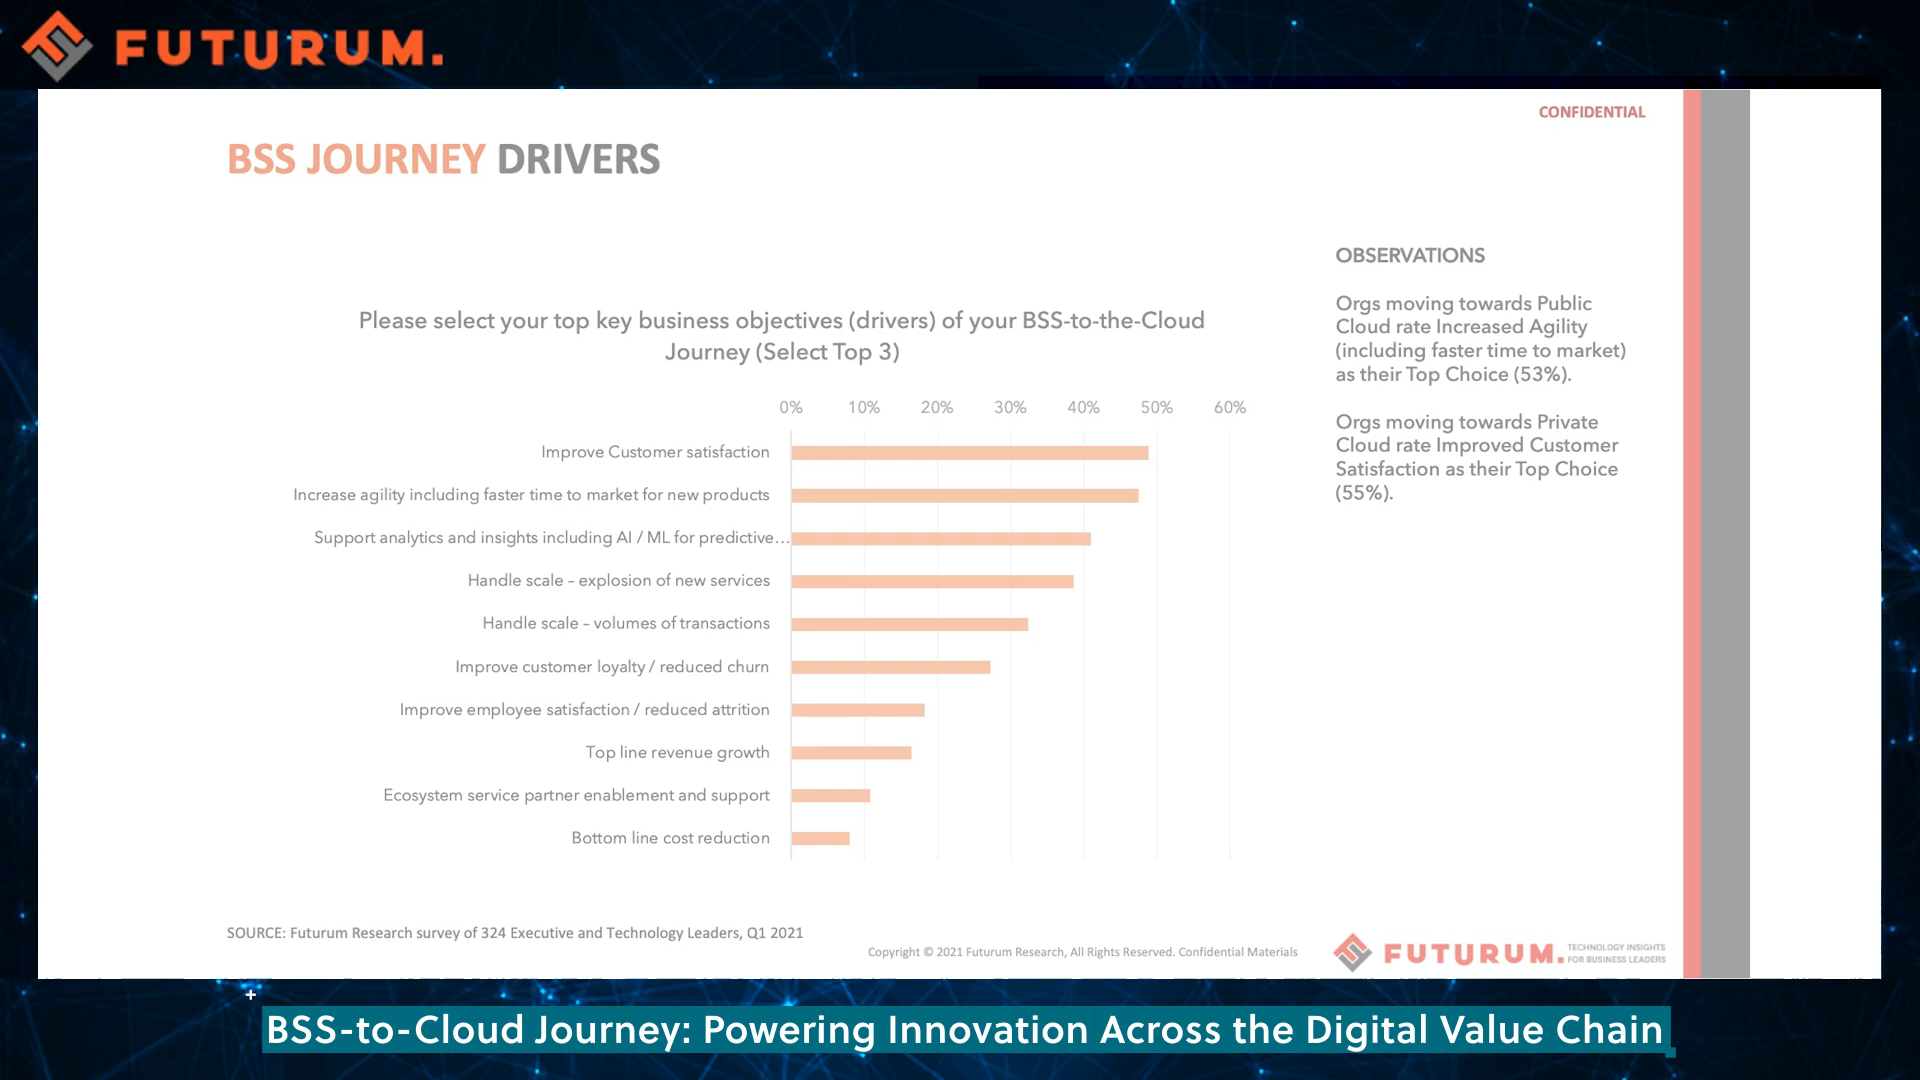 FUTURUM.
CONFIDENTIAL
BSS JOURNEY DRIVERS
Please select your top key business objectives (drivers) of your BSS-to-the-Cloud
Journey (Select Top 3)
0% 10% 20% 30% 40% 50% 60%
Improve Customer satisfaction
Increase agility including faster time to market for new products
Support analytics and insights including AI / ML for predictive…
Handle scale – explosion of new services
Handle scale – volumes of transactions
Improve customer loyalty / reduced churn
Improve employee satisfaction / reduced attrition
Top line revenue growth
Ecosystem service partner enablement and support
Bottom line cost reduction
OBSERVATIONS
Orgs moving towards Public
Cloud rate Increased Agility
(including faster time to market)
as their Top Choice (53%).
Orgs moving towards Private
Cloud rate Improved Customer
Satisfaction as their Top Choice
(55%).
SOURCE: Futurum Research survey of 324 Executive and Technology Leaders, Q1 2021
Copyright © 2021 Futurum Research, All Rights Reserved. Confidential Materials
FUTURUM.
TECHNOLOGY INSIGHTS
FOR BUSINESS LEADERS
BSS-to-Cloud Journey: Powering Innovation Across the Digital Value Chain